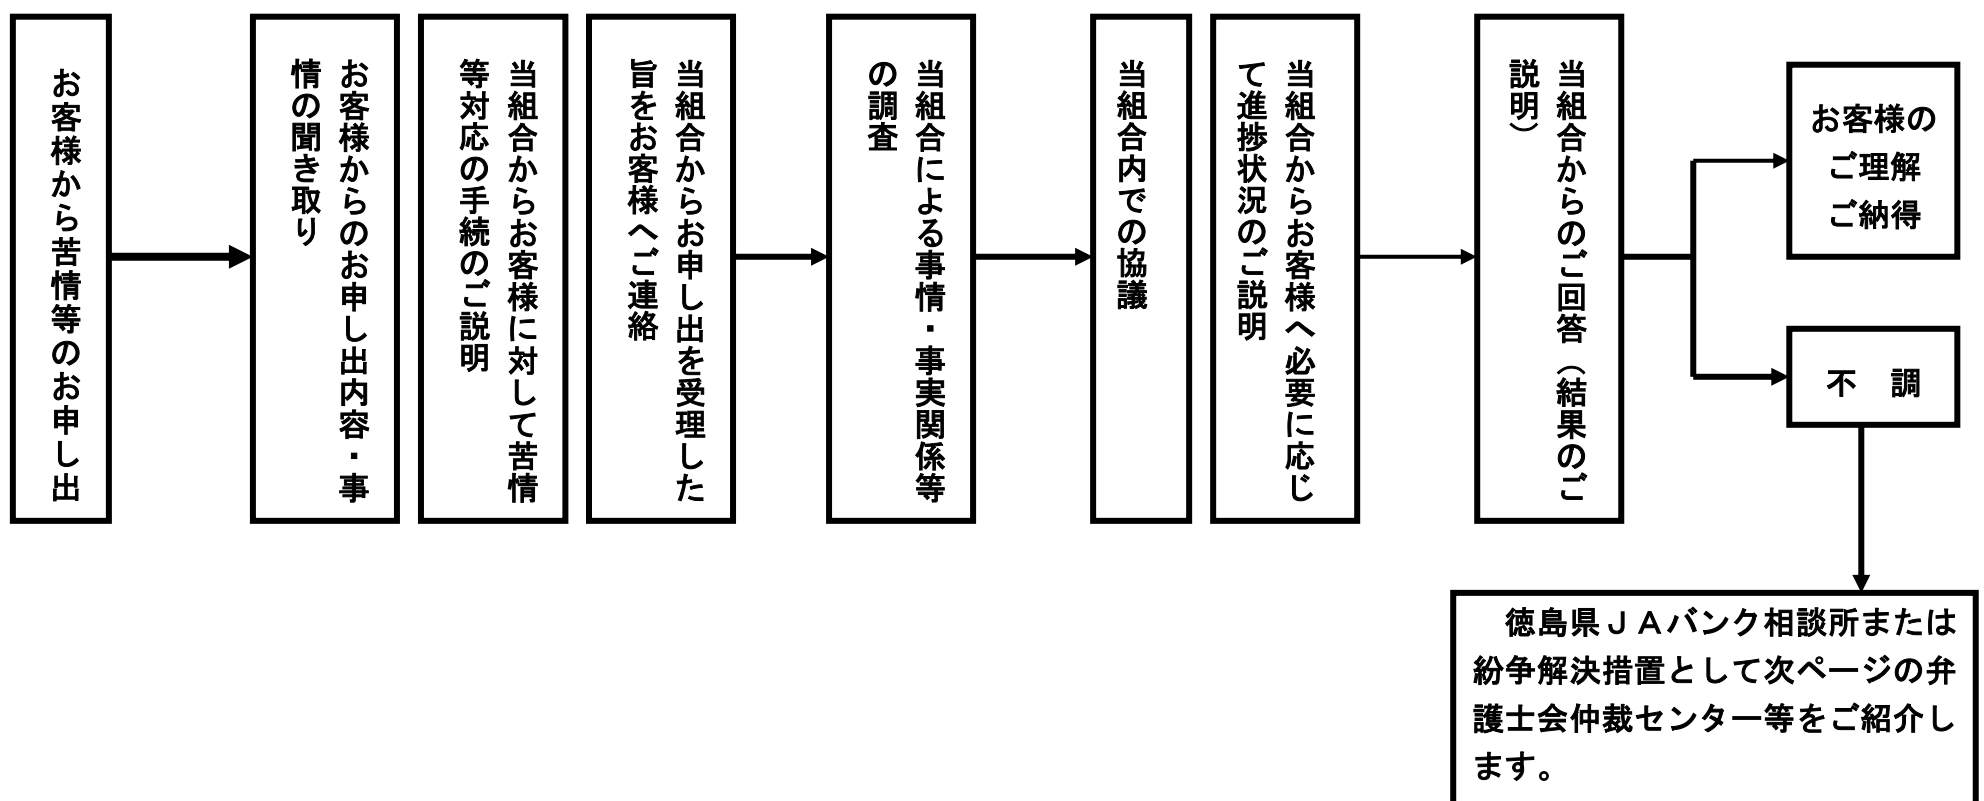 お客様から苦情等のお申し出
お客様からのお申し出内容・事
情の聞き取り
当組合からお客様に対して苦情
等対応の手続のご説明
当組合からお申し出を受理した
旨をお客様へご連絡
当組合による事情・事実関係等
の調査
当組合内での協議
当組合からお客様へ必要に応じ
て進捗状況のご説明
当組合からのご回答（結果のご
説明）
お客様の
ご理解
ご納得
不　調
徳島県ＪＡバンク相談所または
紛争解決措置として次ページの弁
護士会仲裁センター等をご紹介し
ます。